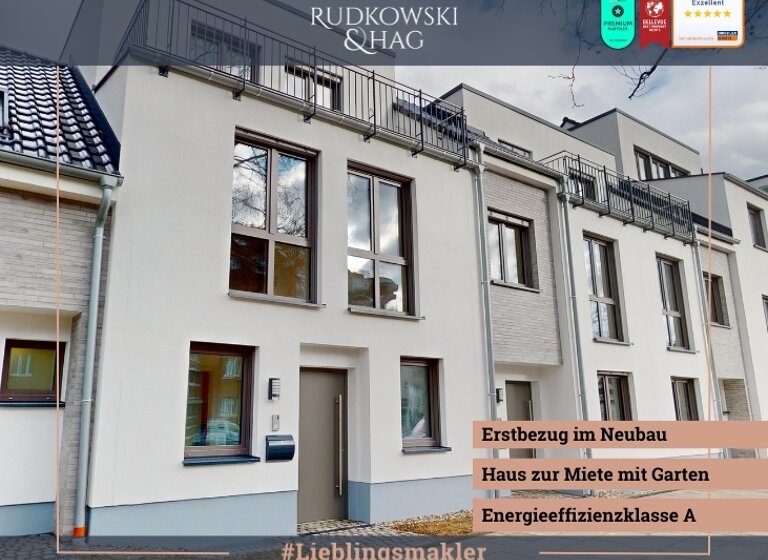 RUDKOWSKI
&HAG
PREMIUM
PARTNER
BELLEVUE
Exzellent
Erstbezug im Neubau
Haus zur Miete mit Garten
Energieeffizienzklasse A
#Lieblingsmakler